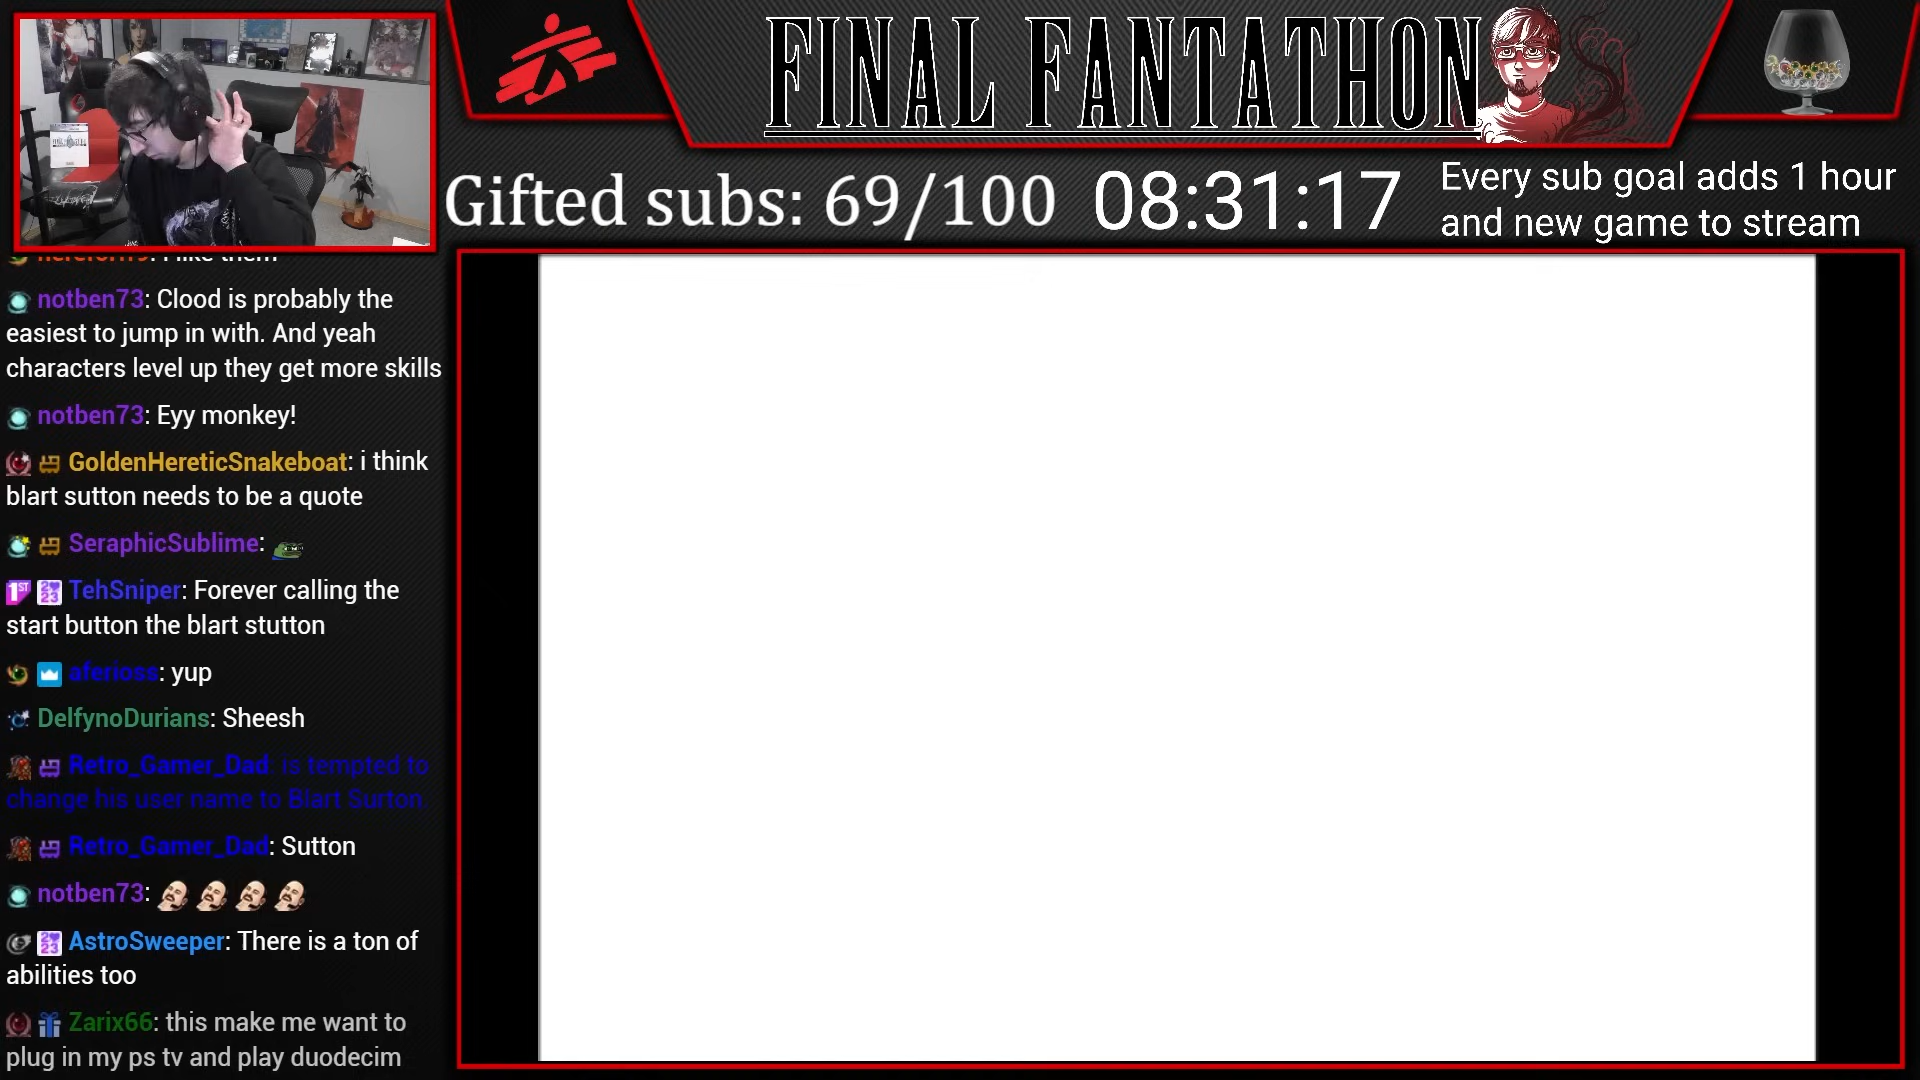 FINAL FANTATHON
Gifted subs: 69/100
08:31:17
Every sub goal adds 1 hour
and new game to stream
notben73: Clood is probably the
easiest to jump in with. And yeah
characters level up they get more skills
notben73: Eyy monkey!
GoldenHereticSnakeboat: i think
blart sutton needs to be a quote
SeraphicSublime:
1ST 2023 TehSniper: Forever calling the
start button the blart stutton
aferioss: yup
DelfynoDurians: Sheesh
Retro_Gamer_Dad: is tempted to
change his user name to Blart Surton.
Retro_Gamer_Dad: Sutton
notben73:
2023 AstroSweeper: There is a ton of
abilities too
Zarix66: this make me want to
plug in my ps tv and play duodecim